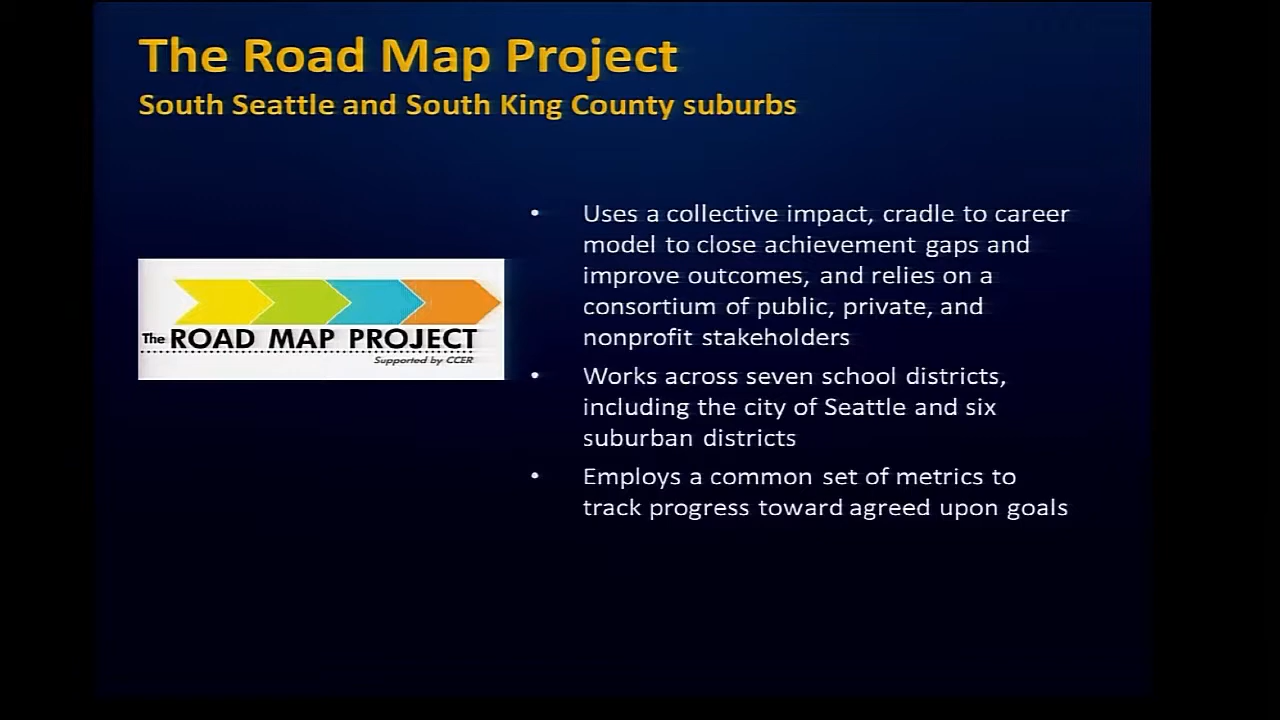 The Road Map Project
South Seattle and South King County suburbs
• Uses a collective impact, cradle to career
model to close achievement gaps and
improve outcomes, and relies on a
consortium of public, private, and
nonprofit stakeholders
The ROAD MAP PROJECT
Supported by CCER
• Works across seven school districts,
including the city of Seattle and six
suburban districts
• Employs a common set of metrics to
track progress toward agreed upon goals